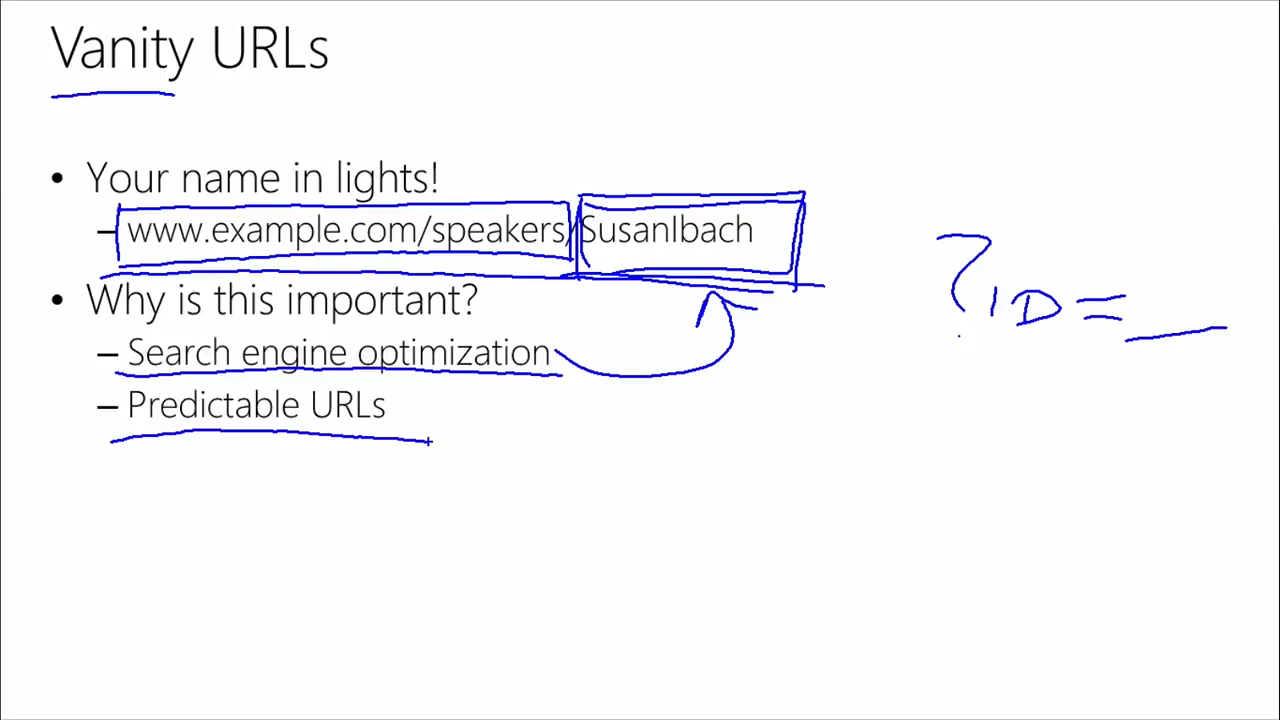 Vanity URLs
• Your name in lights!
– www.example.com/speakers/SusanIbach
• Why is this important?
– Search engine optimization
– Predictable URLs
?ID=__